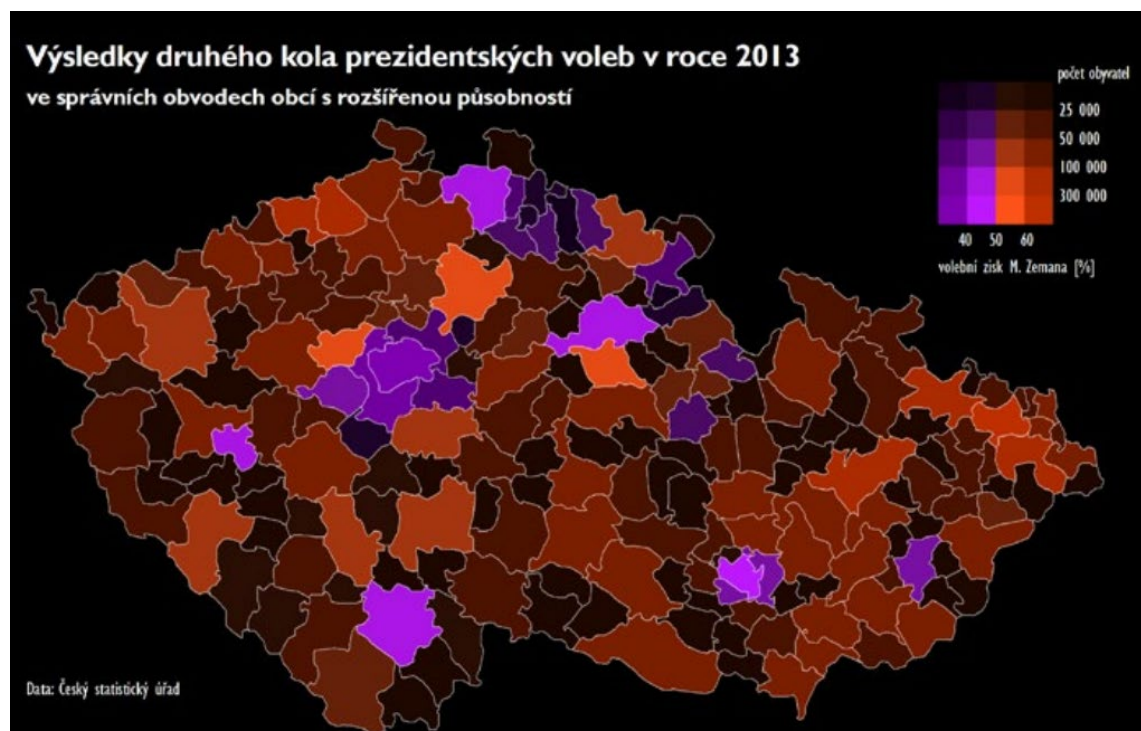 Výsledky druhého kola prezidentských voleb v roce 2013
ve správních obvodech obcí s rozšířenou působností
počet obyvatel
25 000
50 000
100 000
300 000
40 50 60
volební zisk M. Zemana [%]
Data: Český statistický úřad